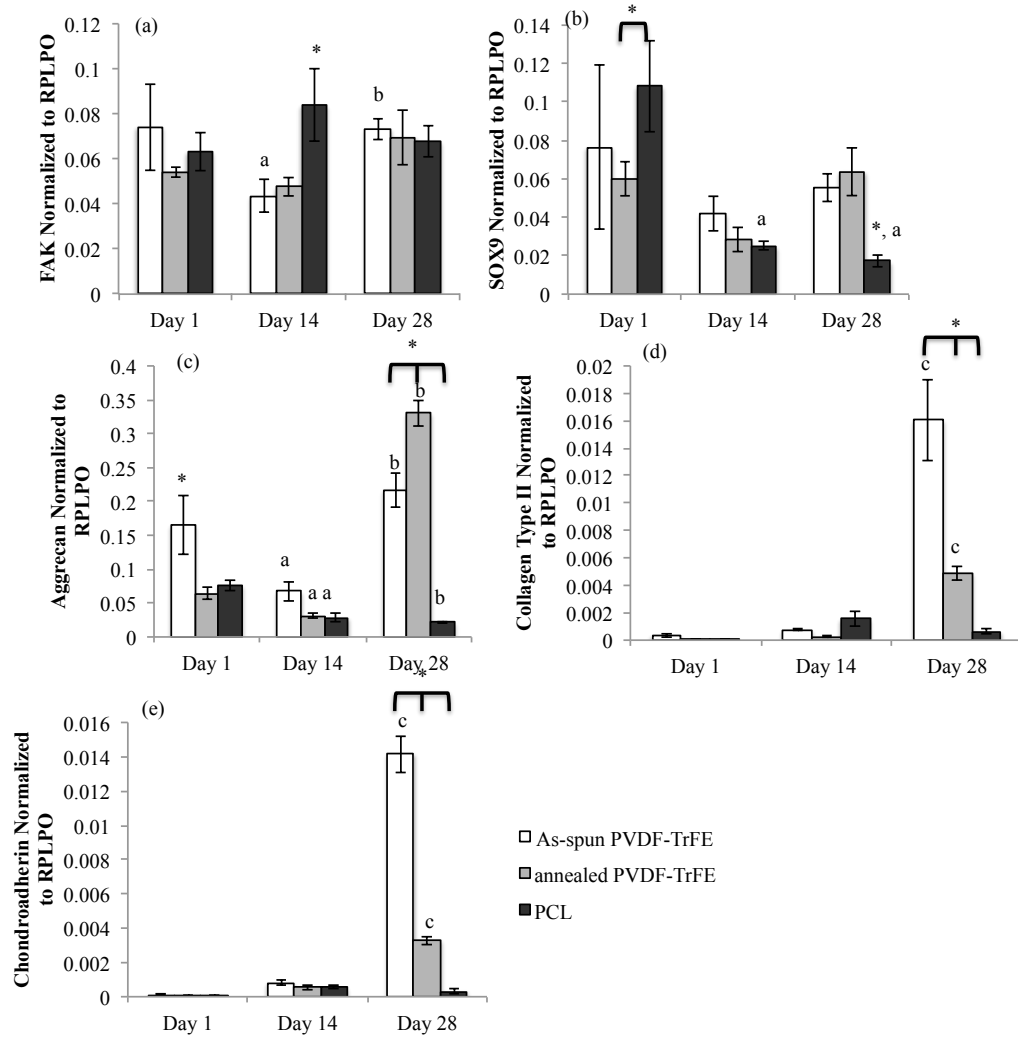 (a)
FAK Normalized to RPLPO
0.12
0.1
0.08
0.06
0.04
0.02
0
*
a
b
Day 1 Day 14 Day 28
(b)
SOX9 Normalized to RPLPO
0.16
0.14
0.12
0.1
0.08
0.06
0.04
0.02
0
*
a
*, a
Day 1 Day 14 Day 28
(c)
Aggrecan Normalized to
RPLPO
0.4
0.35
0.3
0.25
0.2
0.15
0.1
0.05
0
*
a
a a
*
b
b
b
Day 1 Day 14 Day 28
(d)
Collagen Type II Normalized
to RPLPO
0.02
0.018
0.016
0.014
0.012
0.01
0.008
0.006
0.004
0.002
0
*
c
c
Day 1 Day 14 Day 28
(e)
Chondroadherin Normalized
to RPLPO
0.016
0.014
0.012
0.01
0.008
0.006
0.004
0.002
0
*
c
c
Day 1 Day 14 Day 28
As-spun PVDF-TrFE
annealed PVDF-TrFE
PCL